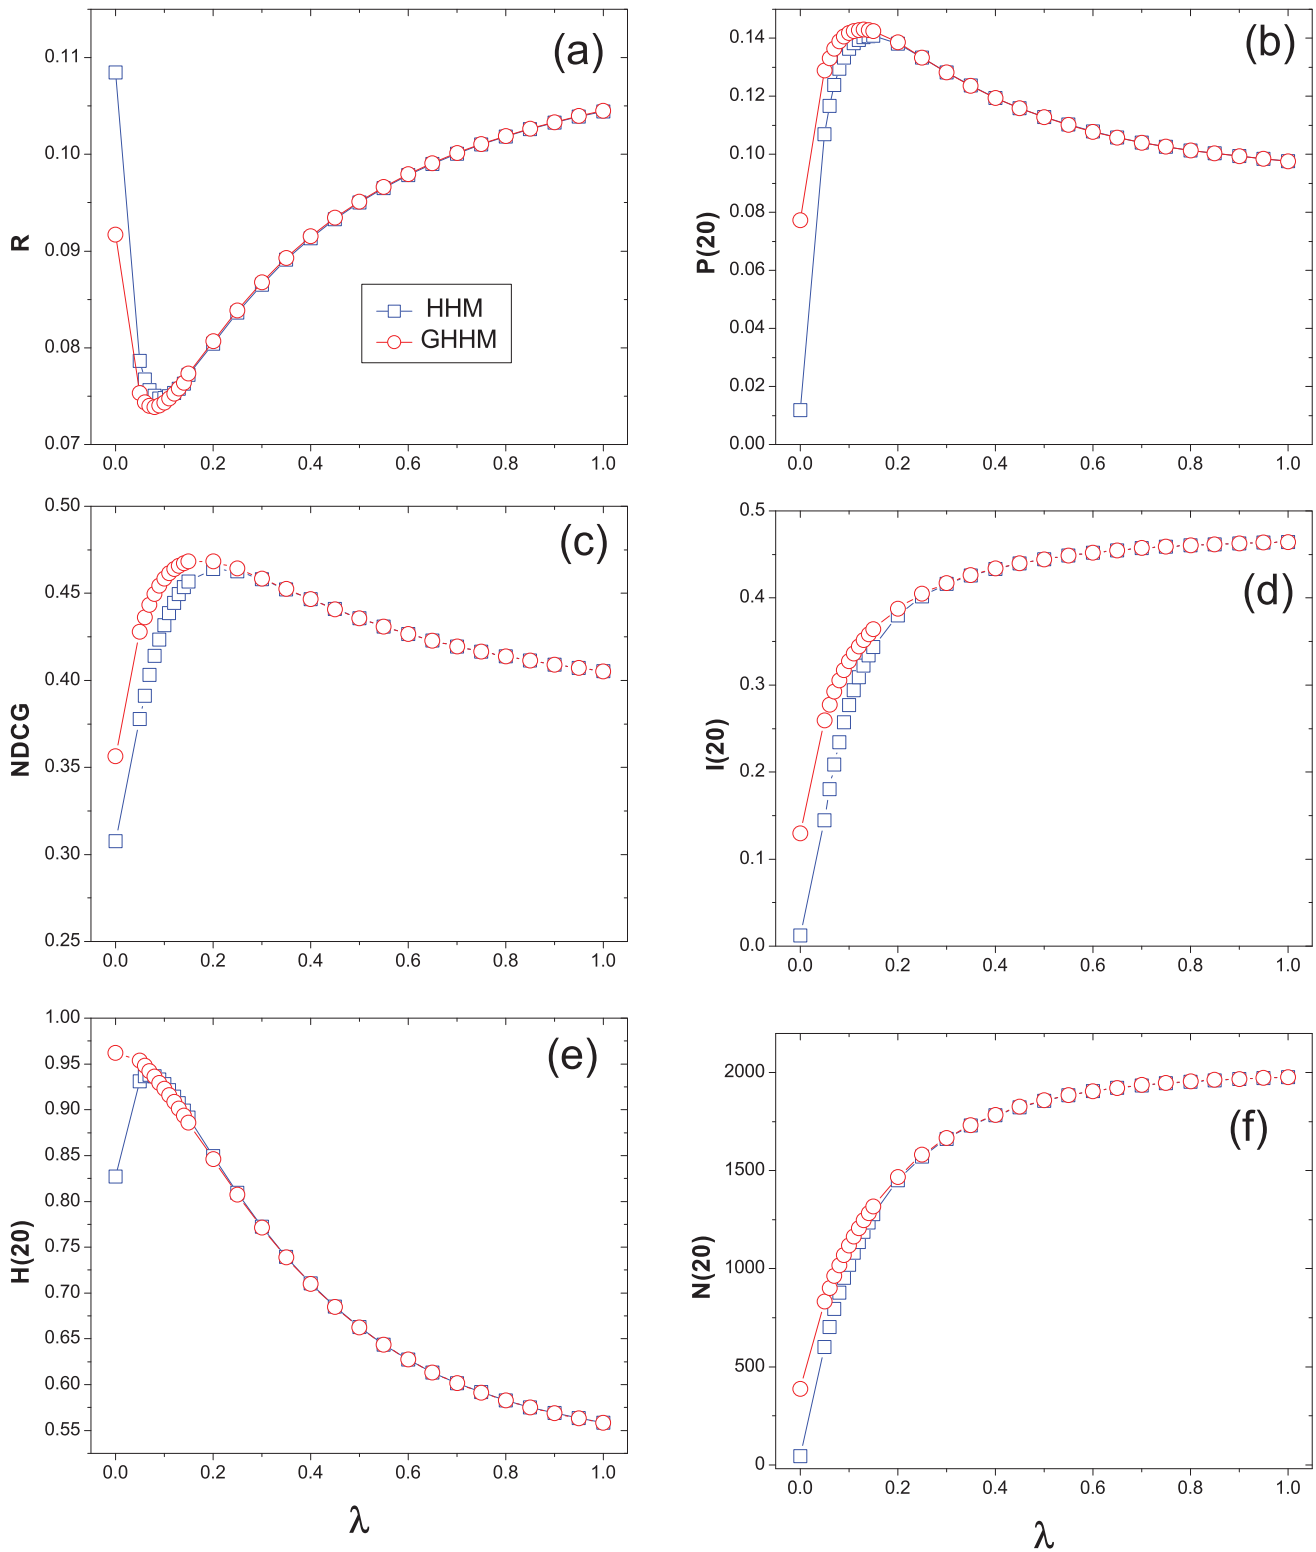 (a)
R
0.11
0.10
0.09
0.08
0.07
0.0 0.2 0.4 0.6 0.8 1.0
HHM
GHHM
(b)
P(20)
0.14
0.12
0.10
0.08
0.06
0.04
0.02
0.00
0.0 0.2 0.4 0.6 0.8 1.0
(c)
NDCG
0.50
0.45
0.40
0.35
0.30
0.25
0.0 0.2 0.4 0.6 0.8 1.0
(d)
I(20)
0.5
0.4
0.3
0.2
0.1
0.0
0.0 0.2 0.4 0.6 0.8 1.0
(e)
H(20)
1.00
0.95
0.90
0.85
0.80
0.75
0.70
0.65
0.60
0.55
0.0 0.2 0.4 0.6 0.8 1.0
λ
(f)
N(20)
2000
1500
1000
500
0
0.0 0.2 0.4 0.6 0.8 1.0
λ